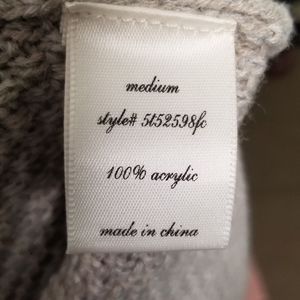 medium
style# 5t52598fc
100% acrylic
made in china